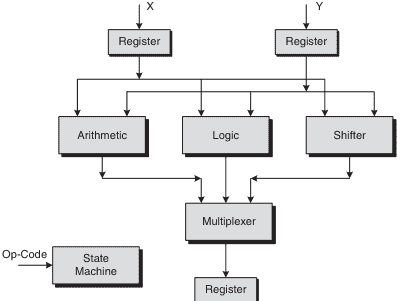 X
Y
Register
Register
Arithmetic
Logic
Shifter
Multiplexer
Op-Code
State
Machine
Register